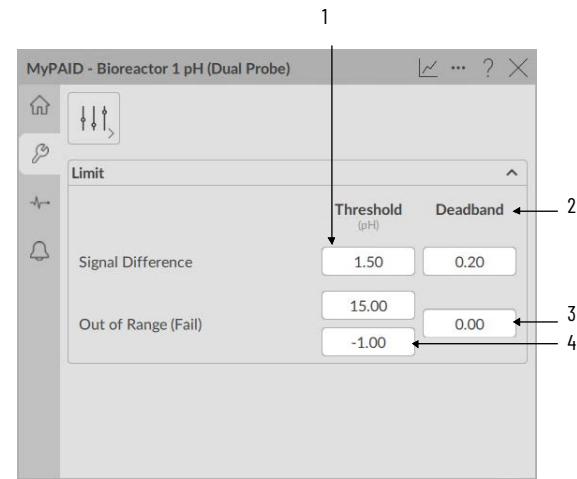 1
MyPAID - Bioreactor 1 pH (Dual Probe)
... ?
Limit
Threshold Deadband 2
(pH)
Signal Difference 1.50 0.20
15.00
Out of Range (Fail) 0.00 3
-1.00 4